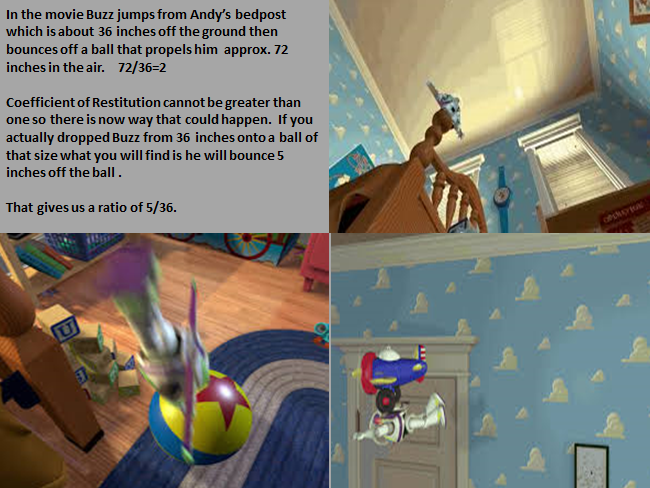 In the movie Buzz jumps from Andy's bedpost
which is about 36 inches off the ground then
bounces off a ball that propels him approx. 72
inches in the air. 72/36=2
Coefficient of Restitution cannot be greater than
one so there is now way that could happen. If you
actually dropped Buzz from 36 inches onto a ball of
that size what you will find is he will bounce 5
inches off the ball .
That gives us a ratio of 5/36.
U